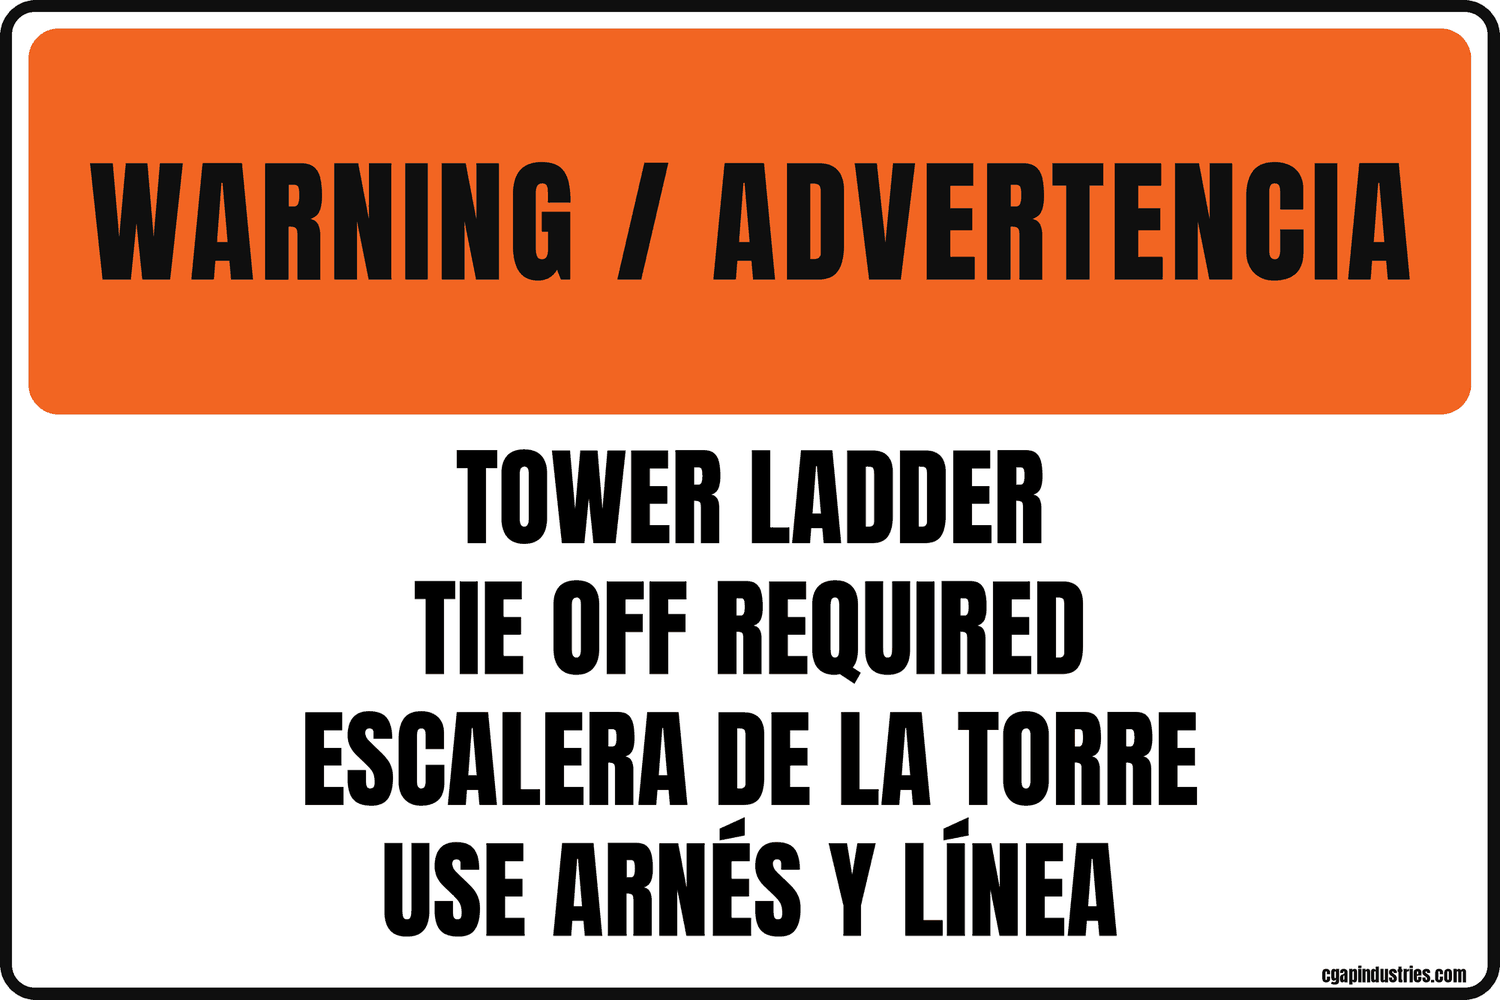 WARNING / ADVERTENCIA
TOWER LADDER
TIE OFF REQUIRED
ESCALERA DE LA TORRE
USE ARNÉS Y LÍNEA
cgapindustries.com